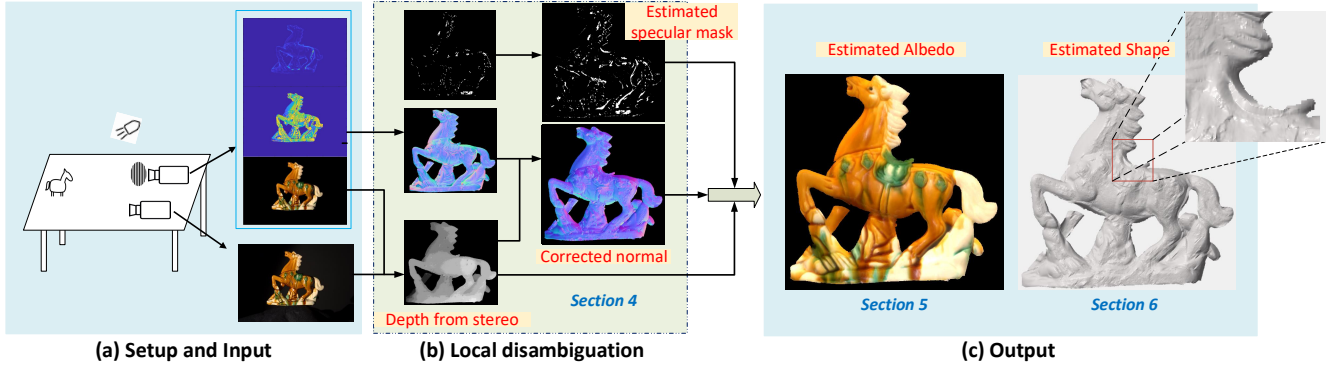 Estimated
specular mask
Corrected normal
Depth from stereo
Section 4
Estimated Albedo
Estimated Shape
Section 5
Section 6
(a) Setup and Input
(b) Local disambiguation
(c) Output